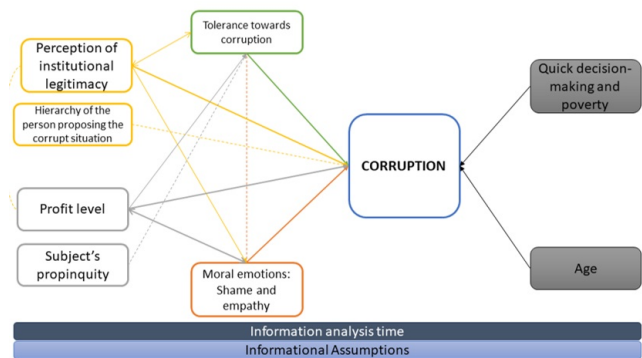 Tolerance towards
corruption
Perception of
institutional
legitimacy
Hierarchy of the
person proposing the
corrupt situation
Profit level
Subject's
propinquity
Moral emotions:
Shame and
empathy
CORRUPTION
Quick decision-
making and
poverty
Age
Information analysis time
Informational Assumptions